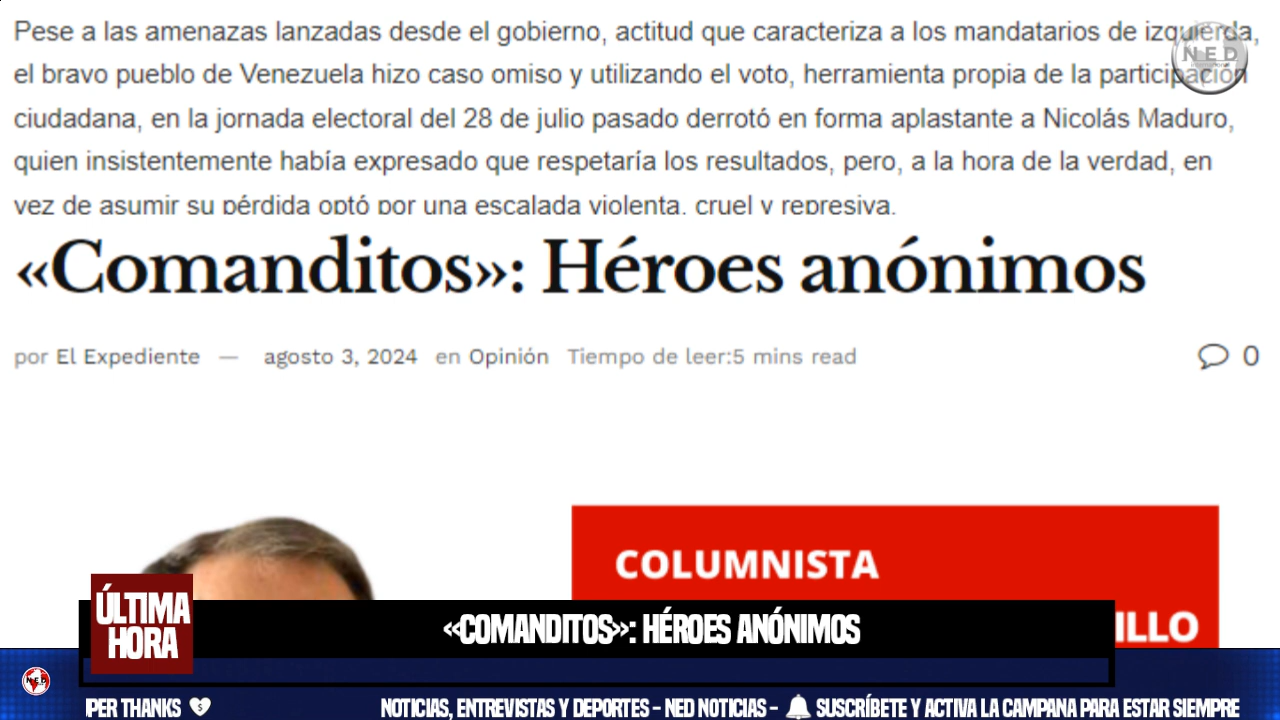 Pese a las amenazas lanzadas desde el gobierno, actitud que caracteriza a los mandatarios de izquierda,
el bravo pueblo de Venezuela hizo caso omiso y utilizando el voto, herramienta propia de la participación
ciudadana, en la jornada electoral del 28 de julio pasado derrotó en forma aplastante a Nicolás Maduro,
quien insistentemente había expresado que respetaría los resultados, pero, a la hora de la verdad, en
vez de asumir su pérdida optó por una escalada violenta, cruel y represiva.
NED
«Comanditos»: Héroes anónimos
por El Expediente — agosto 3, 2024 en Opinión Tiempo de leer:5 mins read 0
COLUMNISTA
ILLO
ÚLTIMA
HORA
«COMANDITOS»: HÉROES ANÓNIMOS
NED
PER THANKS NOTICIAS, ENTREVISTAS Y DEPORTES - NED NOTICIAS - SUSCRÍBETE Y ACTIVA LA CAMPANA PARA ESTAR SIEMPRE